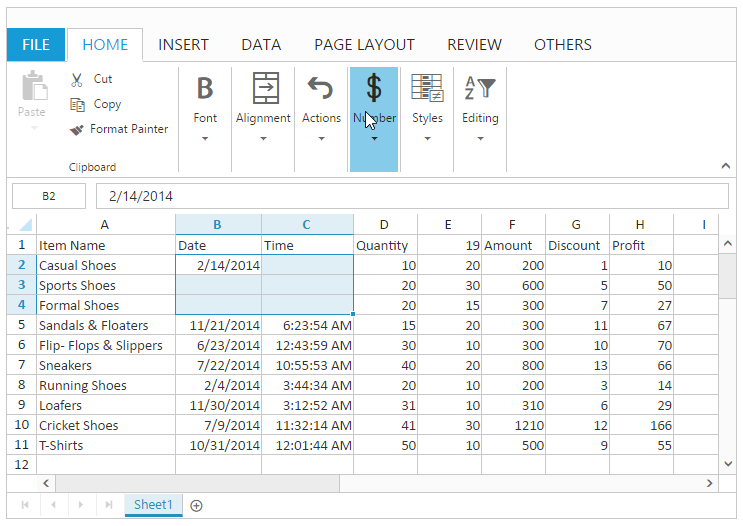 FILE HOME INSERT DATA PAGE LAYOUT REVIEW OTHERS
Paste
Cut
Copy
Format Painter
Clipboard
B
Font
Alignment
Actions
$
Number
Styles
A
Z
Editing
B2 2/14/2014
A B C D E F G H I
1 Item Name Date Time Quantity 19 Amount Discount Profit
2 Casual Shoes 2/14/2014 10 20 200 1 10
3 Sports Shoes 20 30 600 5 50
4 Formal Shoes 20 15 300 7 27
5 Sandals & Floaters 11/21/2014 6:23:54 AM 15 20 300 11 67
6 Flip- Flops & Slippers 6/23/2014 12:43:59 AM 30 10 300 10 70
7 Sneakers 7/22/2014 10:55:53 AM 40 20 800 13 66
8 Running Shoes 2/4/2014 3:44:34 AM 20 10 200 3 14
9 Loafers 11/30/2014 3:12:52 AM 31 10 310 6 29
10 Cricket Shoes 7/9/2014 11:32:14 AM 41 30 1210 12 166
11 T-Shirts 10/31/2014 12:01:44 AM 50 10 500 9 55
12
Sheet1